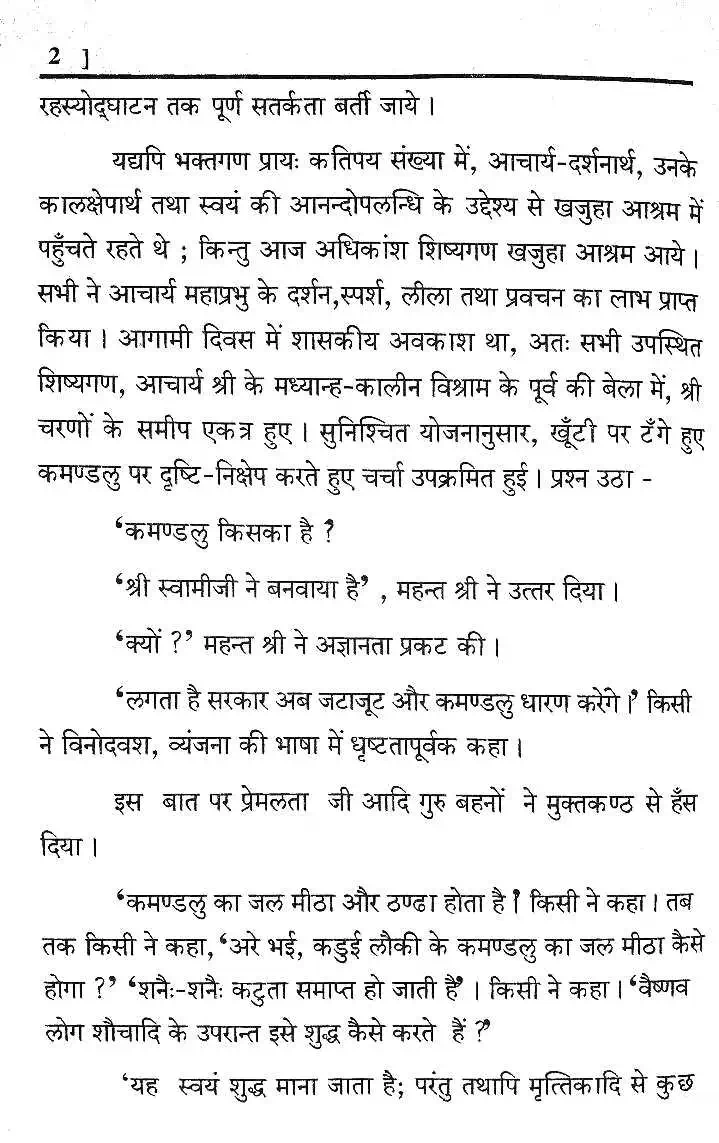 2 ]
रहस्योद्घाटन तक पूर्ण सतर्कता बर्ती जाये ।
यद्यपि भक्तगण प्रायः कतिपय संख्या में, आचार्य-दर्शनार्थ, उनके
कालक्षेपार्थ तथा स्वयं की आनन्दोपलन्धि के उद्देश्य से खजुहा आश्रम में
पहुँचते रहते थे ; किन्तु आज अधिकांश शिष्यगण खजुहा आश्रम आये ।
सभी ने आचार्य महाप्रभु के दर्शन,स्पर्श, लीला तथा प्रवचन का लाभ प्राप्त
किया । आगामी दिवस में शासकीय अवकाश था, अतः सभी उपस्थित
शिष्यगण, आचार्य श्री के मध्यान्ह-कालीन विश्राम के पूर्व की बेला में, श्री
चरणों के समीप एकत्र हुए । सुनिश्चित योजनानुसार, खूँटी पर टँगे हुए
कमण्डलु पर दृष्टि-निक्षेप करते हुए चर्चा उपक्रमित हुई । प्रश्न उठा -
‘कमण्डलु किसका है ?’
‘श्री स्वामीजी ने बनवाया है’ , महन्त श्री ने उत्तर दिया ।
‘क्यों ?’ महन्त श्री ने अज्ञानता प्रकट की ।
‘लगता है सरकार अब जटाजूट और कमण्डलु धारण करेगे ।’ किसी
ने विनोदवश, व्यंजना की भाषा में धृष्टतापूर्वक कहा ।
इस बात पर प्रेमलता जी आदि गुरु बहनों ने मुक्तकण्ठ से हँस
दिया ।
‘कमण्डलु का जल मीठा और ठण्ढा होता है ।’ किसी ने कहा । तब
तक किसी ने कहा, ‘अरे भई, कडुई लौकी के कमण्डलु का जल मीठा कैसे
होगा ?’ ‘शनैः-शनैः कटुता समाप्त हो जाती है’ । किसी ने कहा । ‘वैष्णव
लोग शौचादि के उपरान्त इसे शुद्ध कैसे करते हैं ?’
‘यह स्वयं शुद्ध माना जाता है; परंतु तथापि मृत्तिकादि से कुछ